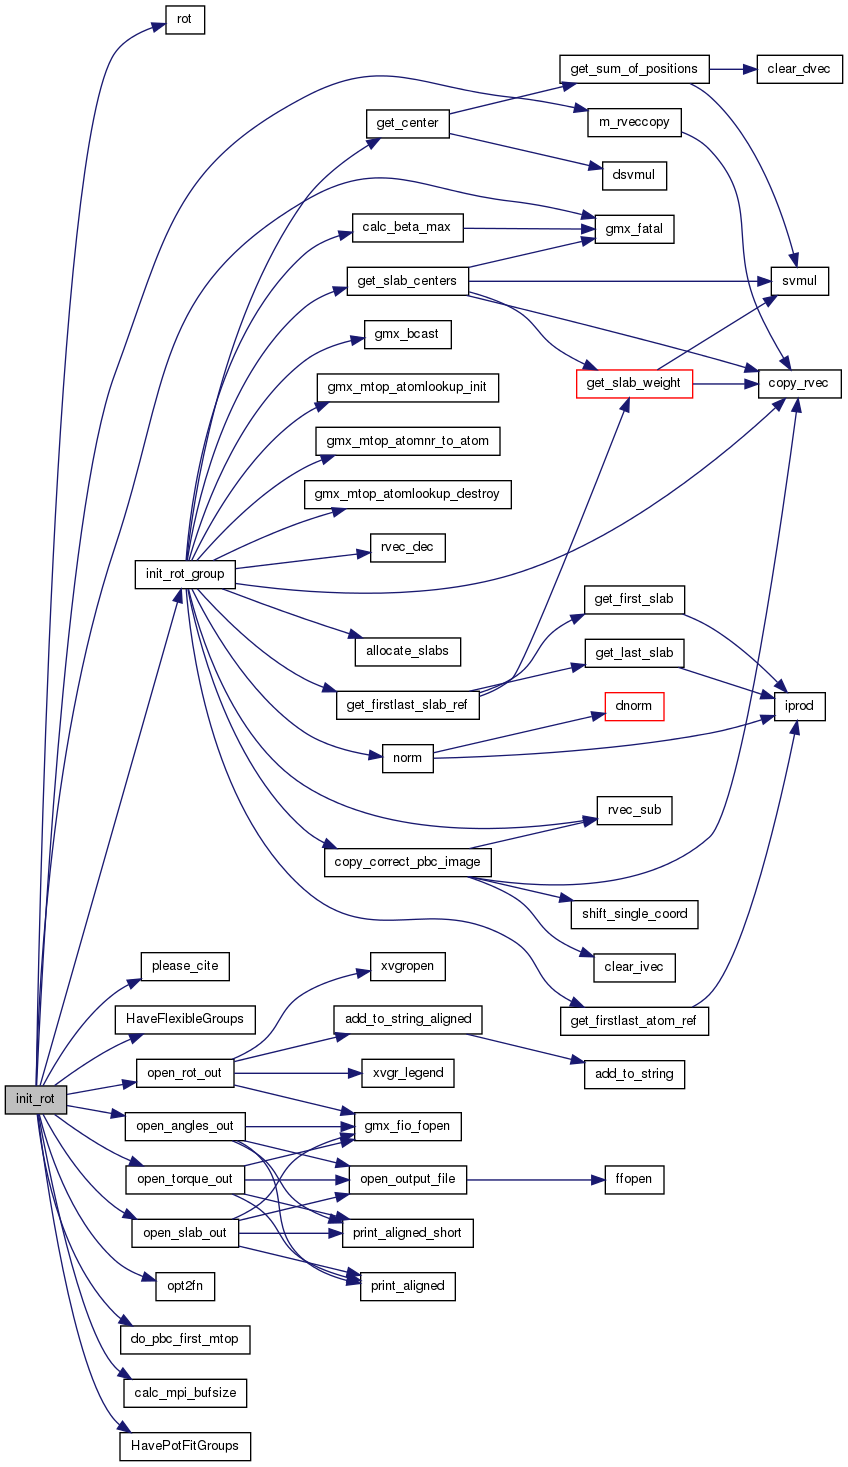 rot
get_sum_of_positions
clear_dvec
get_center
m_rveccopy
dsvmul
calc_beta_max
gmx_fatal
get_slab_centers
svmul
gmx_bcast
gmx_mtop_atomlookup_init
get_slab_weight
copy_rvec
gmx_mtop_atomnr_to_atom
gmx_mtop_atomlookup_destroy
rvec_dec
init_rot_group
get_first_slab
allocate_slabs
get_last_slab
get_firstlast_slab_ref
dnorm
iprod
norm
rvec_sub
copy_correct_pbc_image
shift_single_coord
please_cite
xvgropen
clear_ivec
HaveFlexibleGroups
add_to_string_aligned
get_firstlast_atom_ref
open_rot_out
xvgr_legend
add_to_string
init_rot
open_angles_out
gmx_fio_fopen
open_torque_out
open_output_file
ffopen
open_slab_out
print_aligned_short
opt2fn
print_aligned
do_pbc_first_mtop
calc_mpi_bufsize
HavePotFitGroups